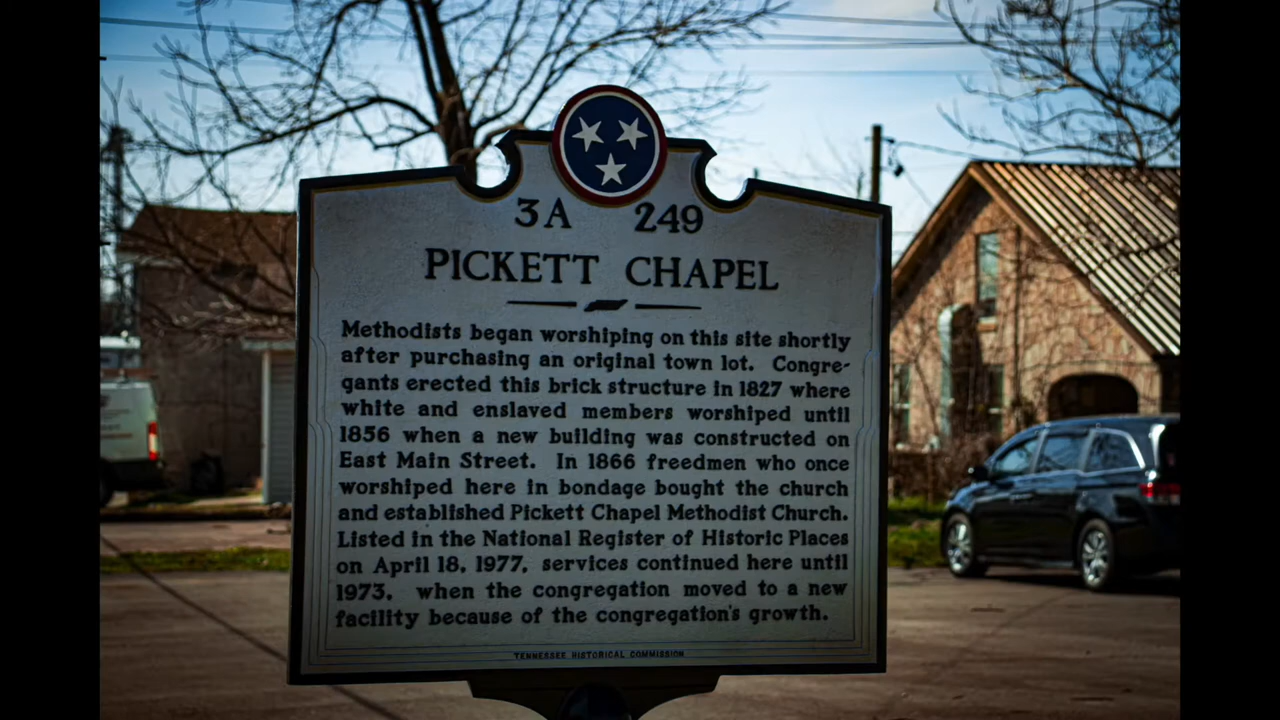 3A 249
PICKETT CHAPEL
Methodists began worshiping on this site shortly
after purchasing an original town lot. Congre-
gants erected this brick structure in 1827 where
white and enslaved members worshiped until
1856 when a new building was constructed on
East Main Street. In 1866 freedmen who once
worshiped here in bondage bought the church
and established Pickett Chapel Methodist Church.
Listed in the National Register of Historic Places
on April 18, 1977, services continued here until
1973, when the congregation moved to a new
facility because of the congregation's growth.
TENNESSEE HISTORICAL COMMISSION